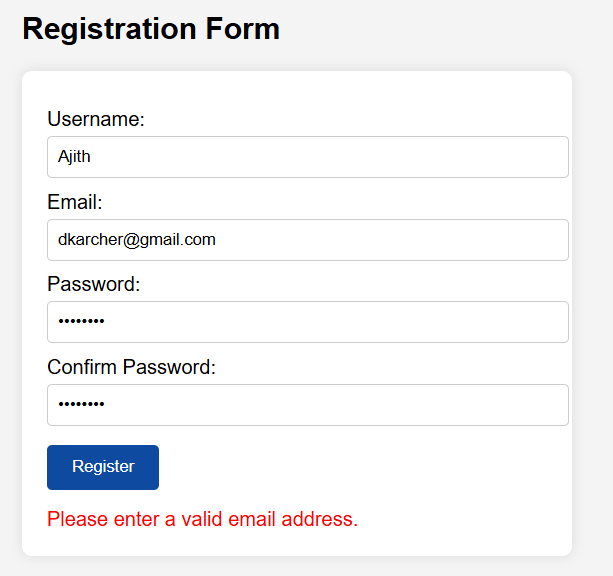 Registration Form
Username:
Ajith
Email:
dkarcher@gmail.com
Password:
••••••••
Confirm Password:
••••••••
Register
Please enter a valid email address.